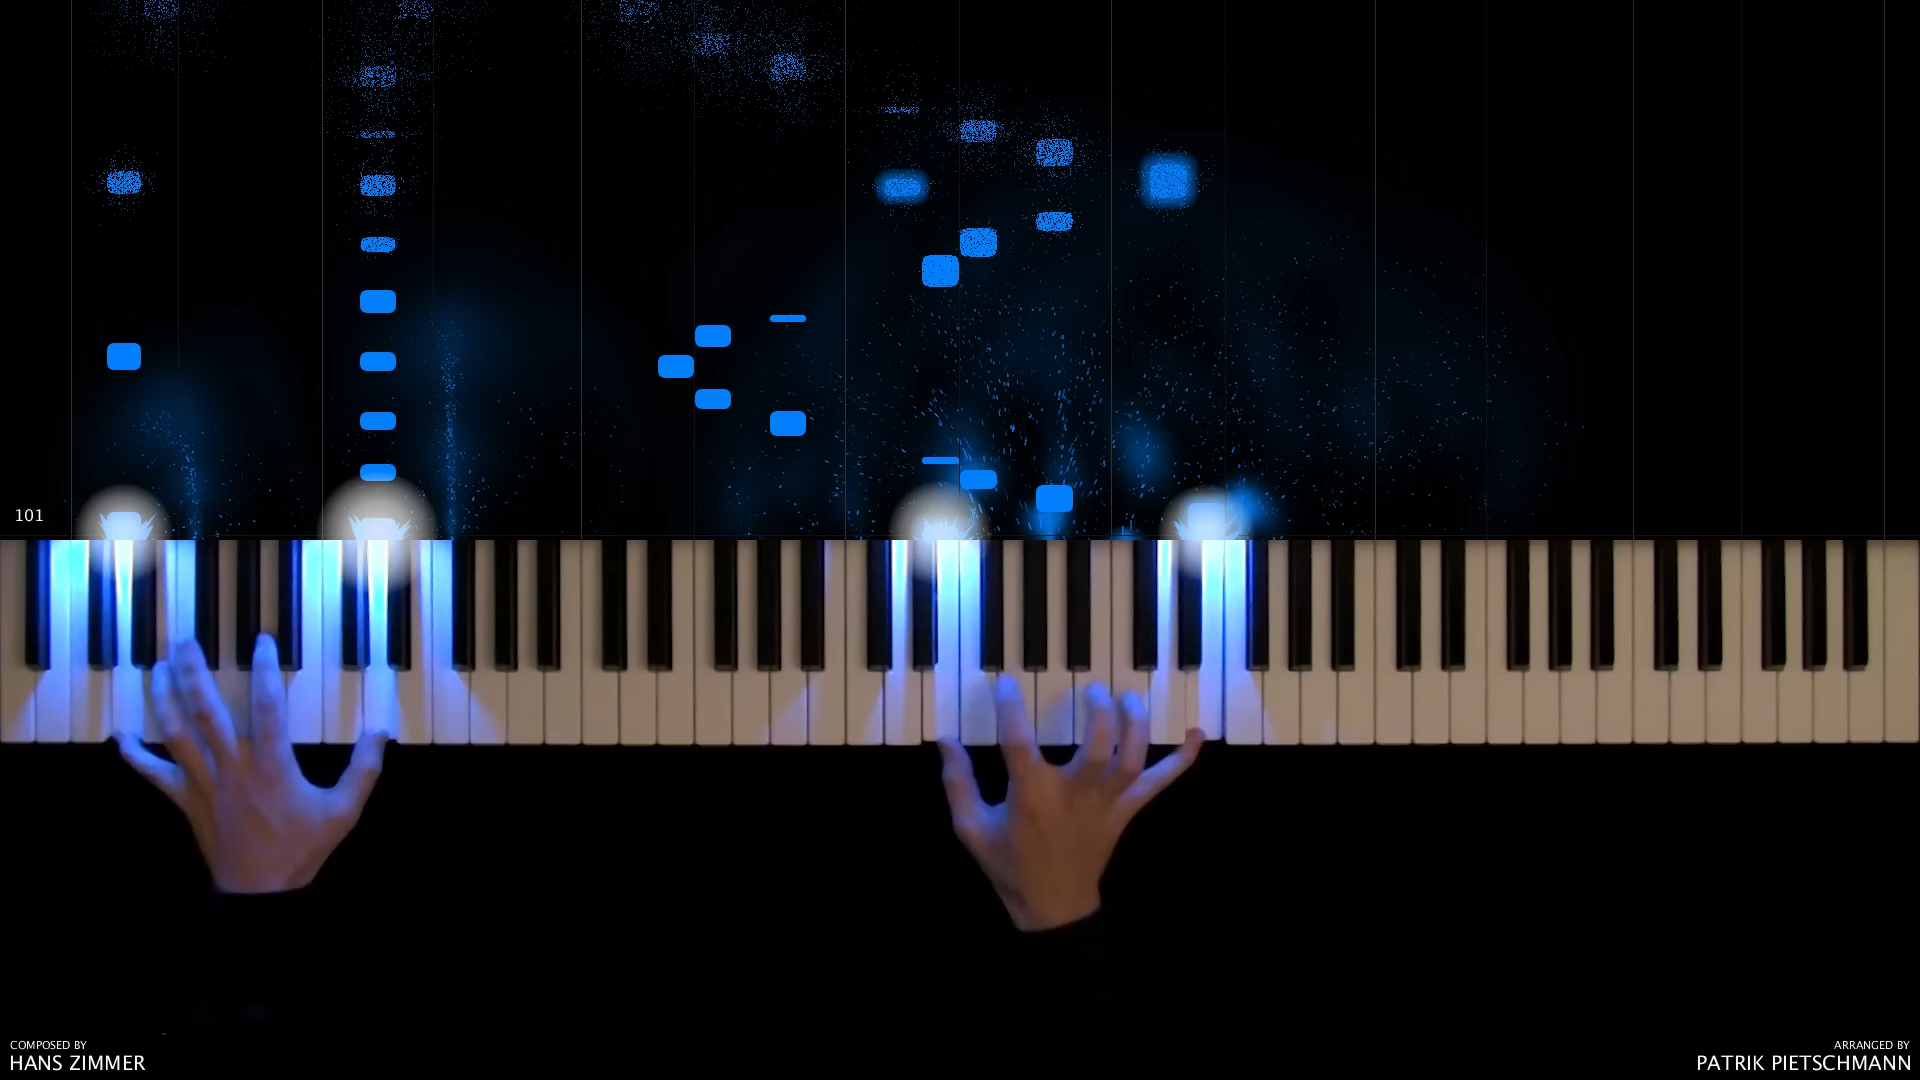 101
COMPOSED BY
HANS ZIMMER
ARRANGED BY
PATRIK PIETSCHMANN